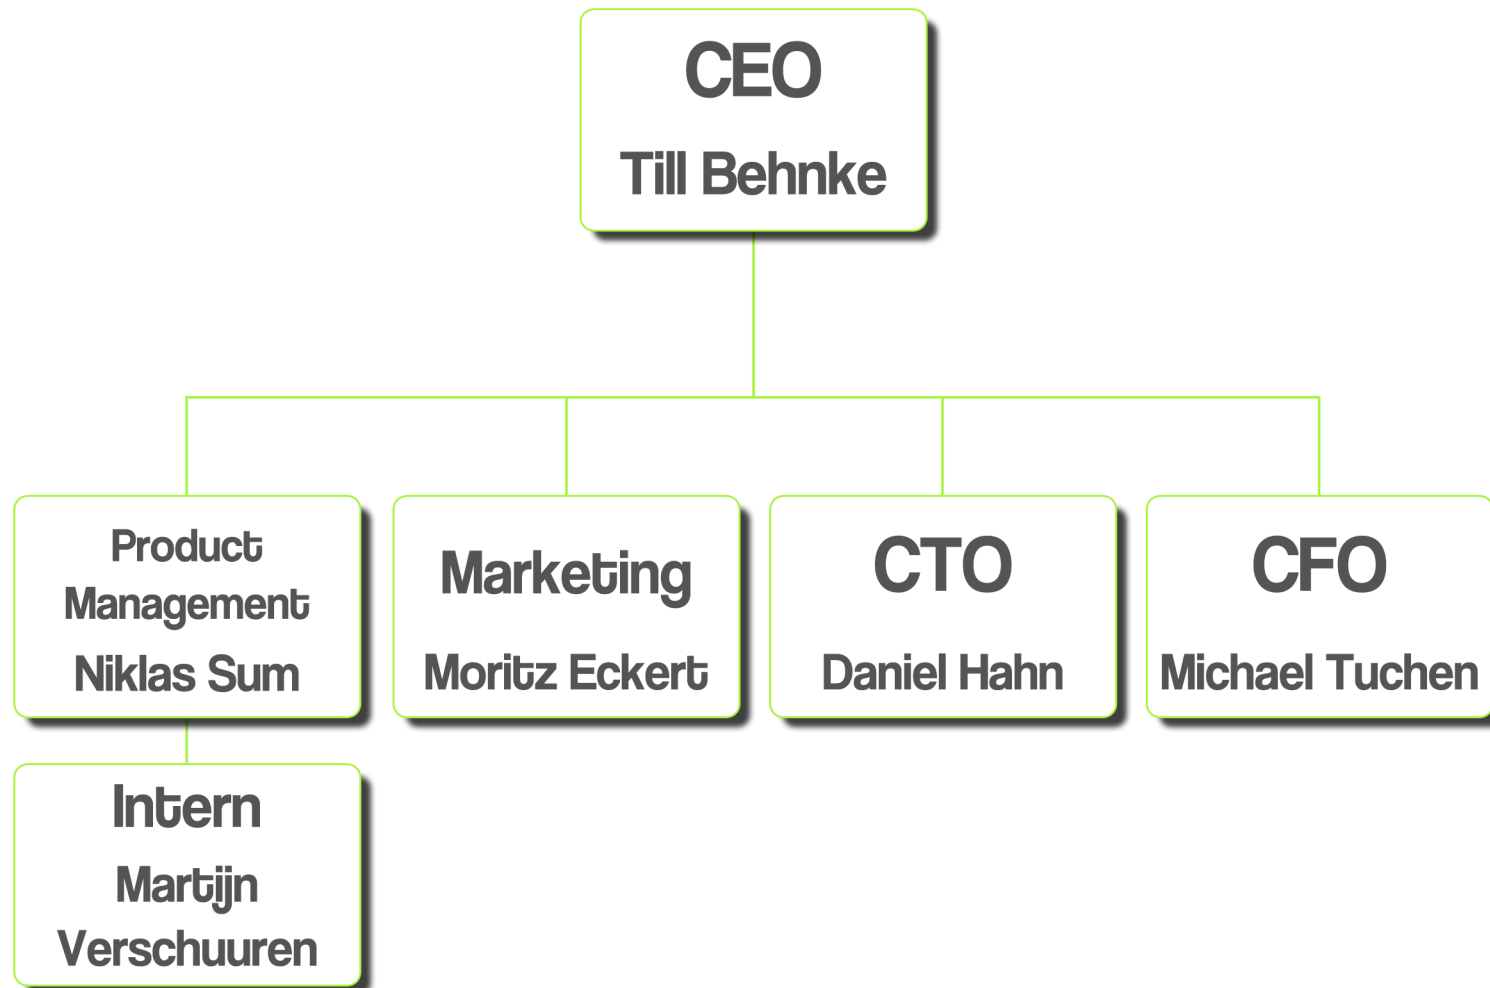 CEO
Till Behnke
Product
Management
Niklas Sum
Marketing
Moritz Eckert
CTO
Daniel Hahn
CFO
Michael Tuchen
Intern
Martijn
Verschuuren